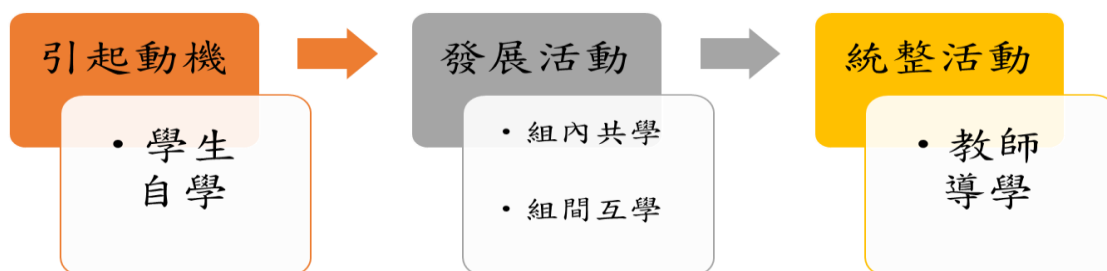 引起動機
• 學生
自學
發展活動
• 組內共學
• 組間互學
統整活動
• 教師
導學